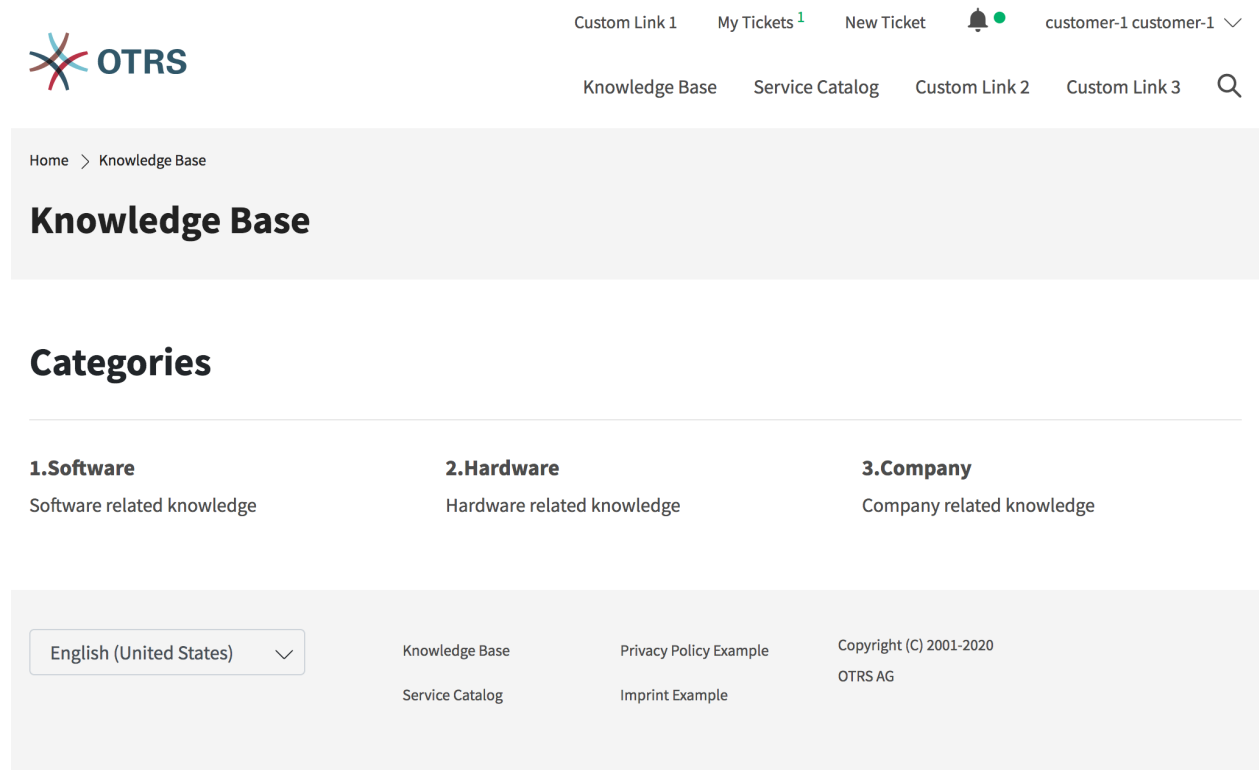 Custom Link 1 My Tickets 1 New Ticket customer-1 customer-1
OTRS
Knowledge Base Service Catalog Custom Link 2 Custom Link 3
Home Knowledge Base
Knowledge Base
Categories
1.Software 2.Hardware 3.Company
Software related knowledge Hardware related knowledge Company related knowledge
English (United States) Knowledge Base Privacy Policy Example Copyright (C) 2001-2020
OTRS AG
Service Catalog Imprint Example